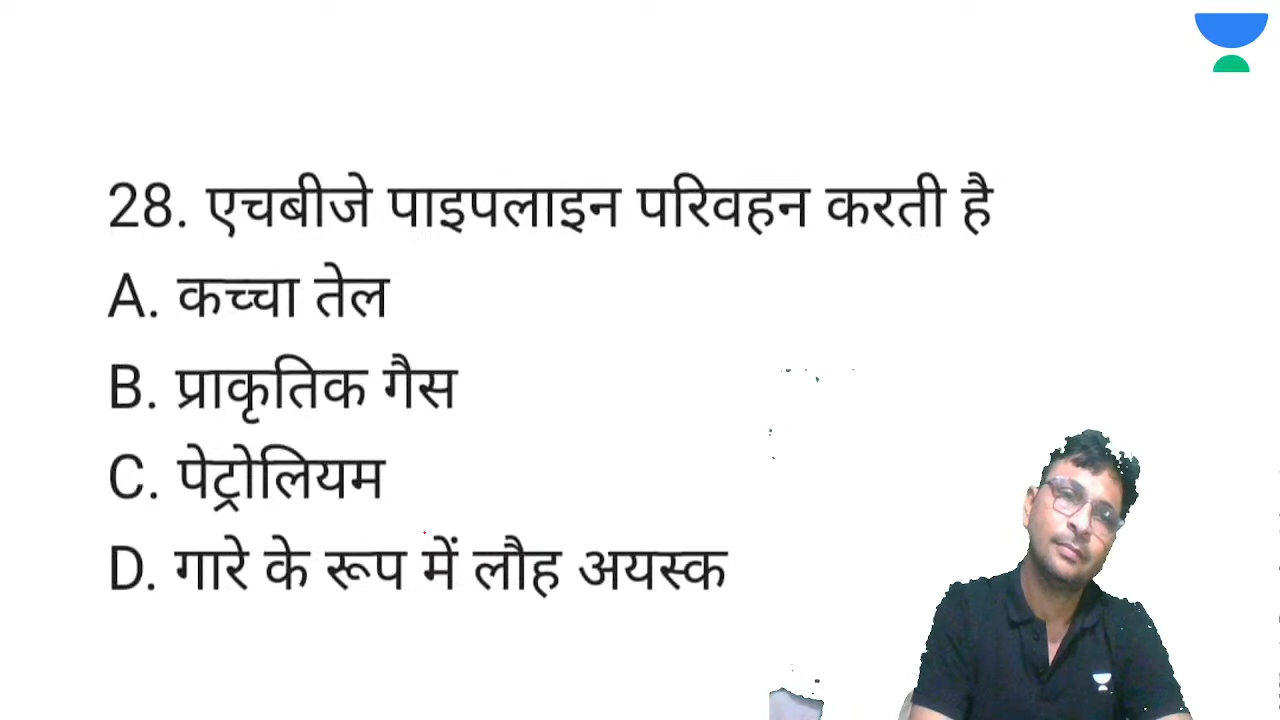 28. एचबीजे पाइपलाइन परिवहन करती है
A. कच्चा तेल
B. प्राकृतिक गैस
C. पेट्रोलियम
D. गारे के रूप में लौह अयस्क